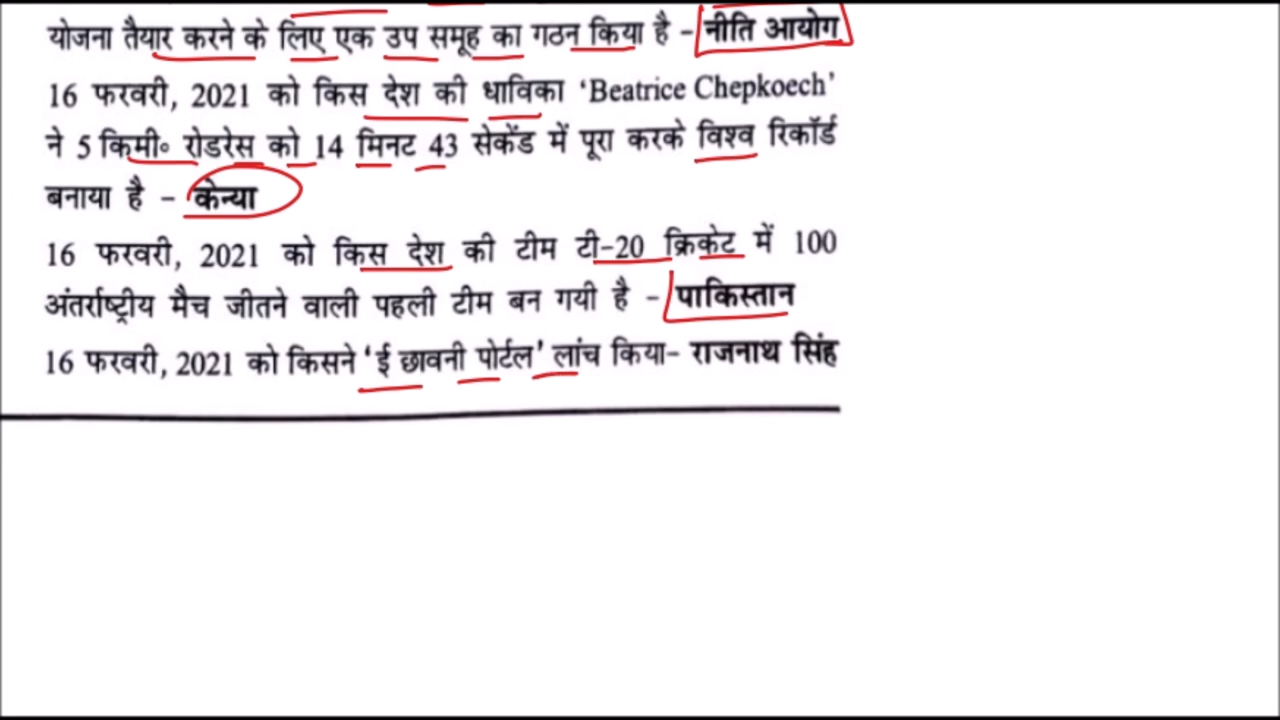 योजना तैयार करने के लिए एक उप समूह का गठन किया है - नीति आयोग
16 फरवरी, 2021 को किस देश की धाविका 'Beatrice Chepkoech'
ने 5 किमी॰ रोडरेस को 14 मिनट 43 सेकेंड में पूरा करके विश्व रिकॉर्ड
बनाया है - केन्या
16 फरवरी, 2021 को किस देश की टीम टी-20 क्रिकेट में 100
अंतर्राष्ट्रीय मैच जीतने वाली पहली टीम बन गयी है - पाकिस्तान
16 फरवरी, 2021 को किसने 'ई छावनी पोर्टल' लांच किया- राजनाथ सिंह